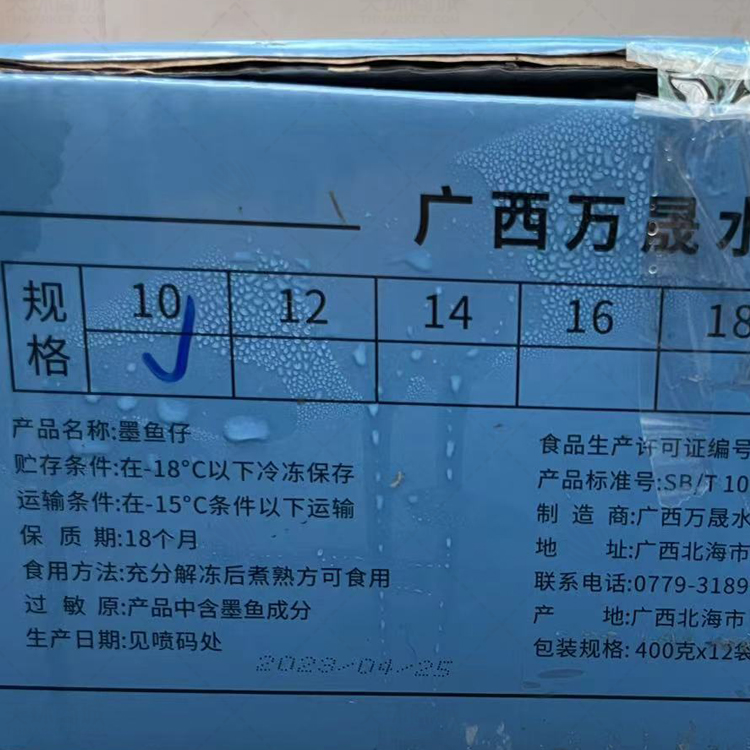 广西万晟水
规格 10 12 14 16 18
产品名称:墨鱼仔
贮存条件:在-18°C以下冷冻保存
运输条件:在-15°C条件以下运输
保质期:18个月
食用方法:充分解冻后煮熟方可食用
过敏原:产品中含墨鱼成分
生产日期:见喷码处
2023/04/25
食品生产许可证编号
产品标准号:SB/T 10
制造商:广西万晟水
地址:广西北海市
联系电话:0779-3189
产地:广西北海市
包装规格:400克x12袋